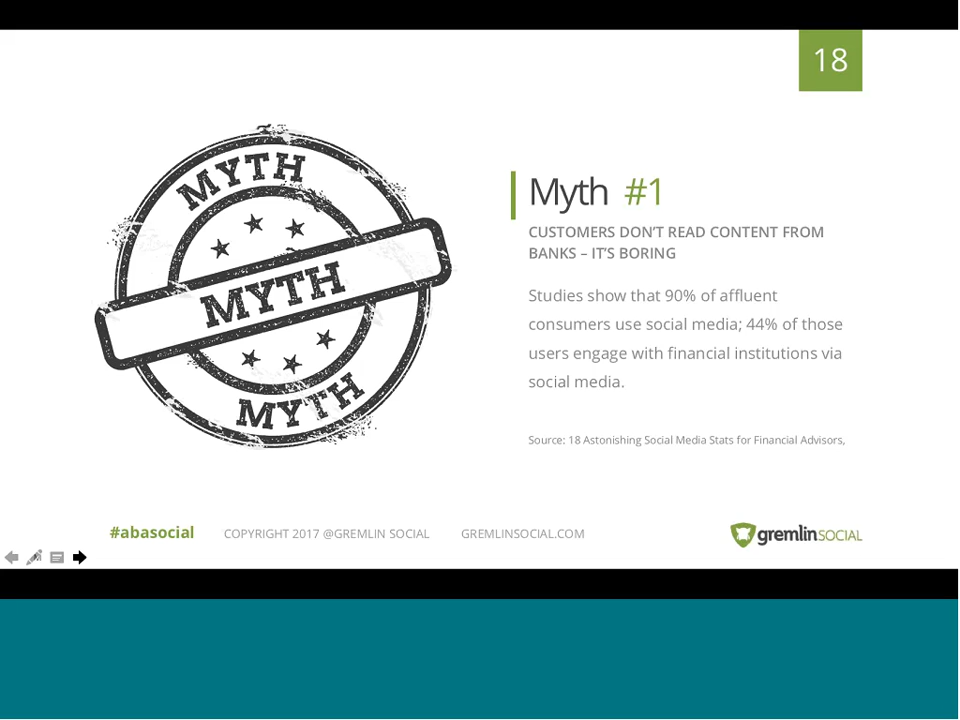 18
MYTH
MYTH
MYTH
Myth #1
CUSTOMERS DON'T READ CONTENT FROM
BANKS – IT'S BORING
Studies show that 90% of affluent
consumers use social media; 44% of those
users engage with financial institutions via
social media.
Source: 18 Astonishing Social Media Stats for Financial Advisors,
#abasocial COPYRIGHT 2017 @GREMLIN SOCIAL GREMLINSOCIAL.COM
gremlinSOCIAL